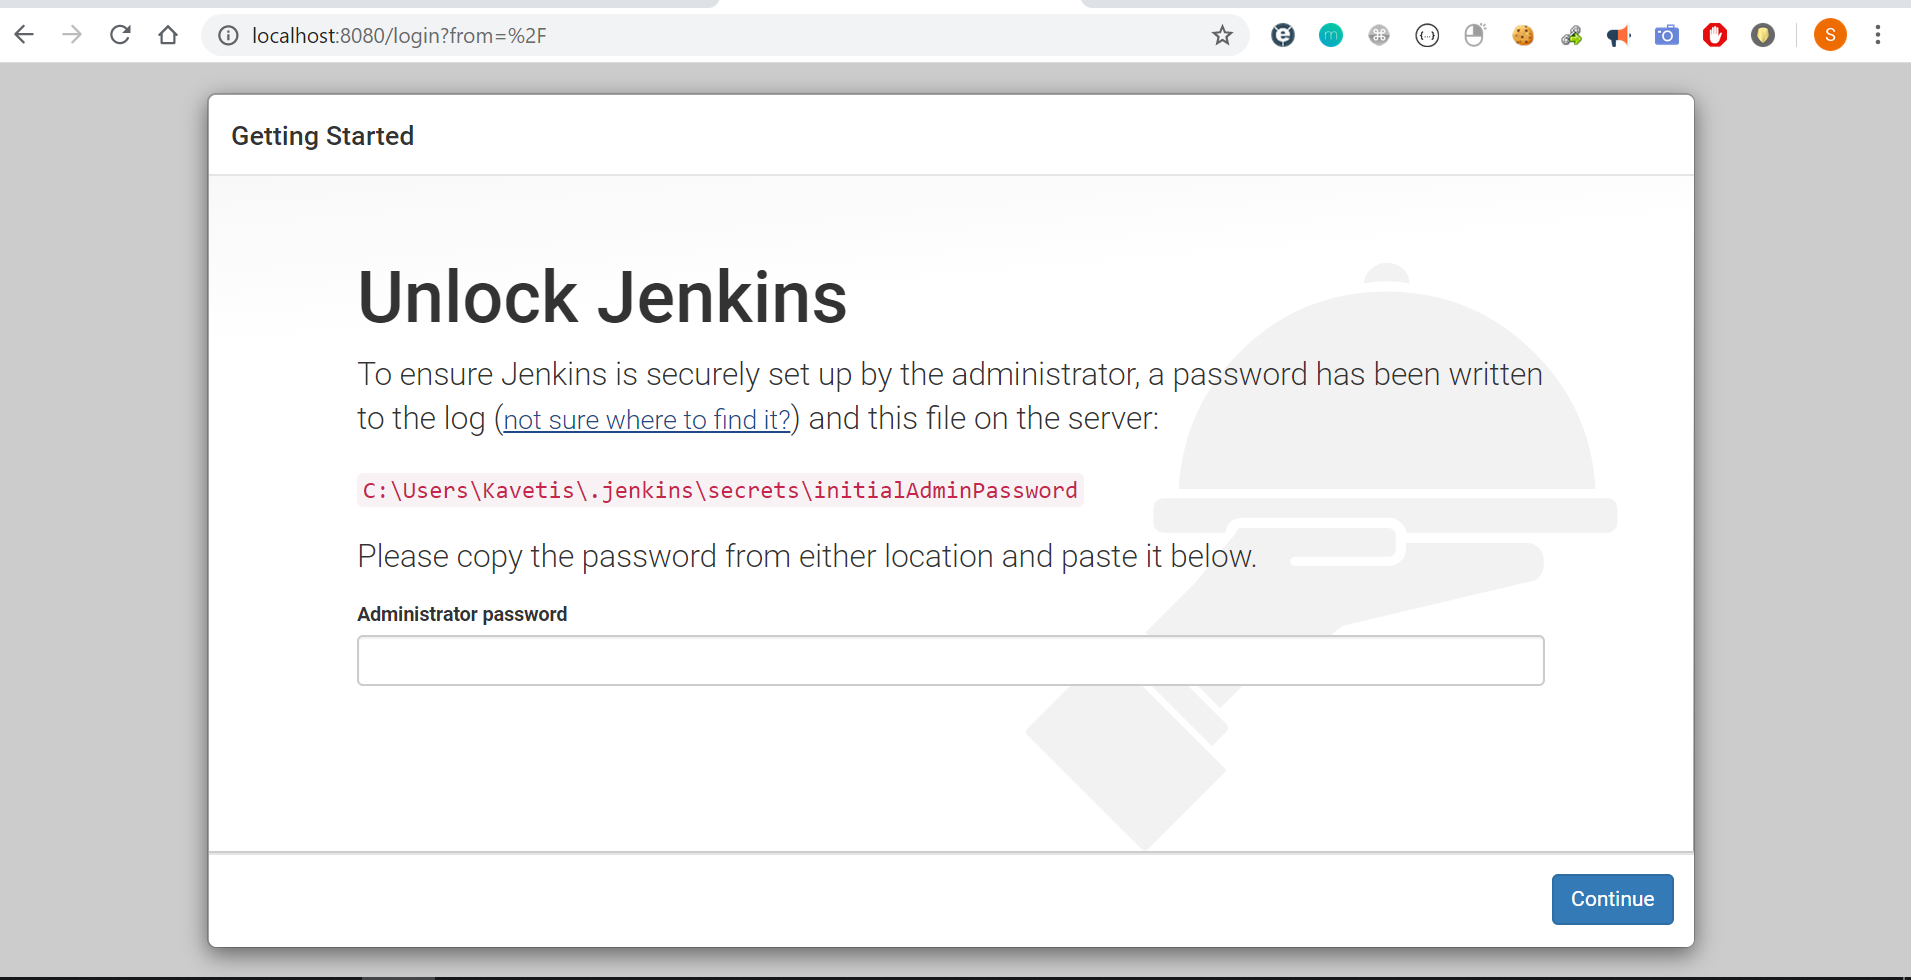 localhost:8080/login?from=%2F
m
{...}
S
Getting Started
Unlock Jenkins
To ensure Jenkins is securely set up by the administrator, a password has been written
to the log (not sure where to find it?) and this file on the server:
C:\Users\Kavetis\.jenkins\secrets\initialAdminPassword
Please copy the password from either location and paste it below.
Administrator password
Continue